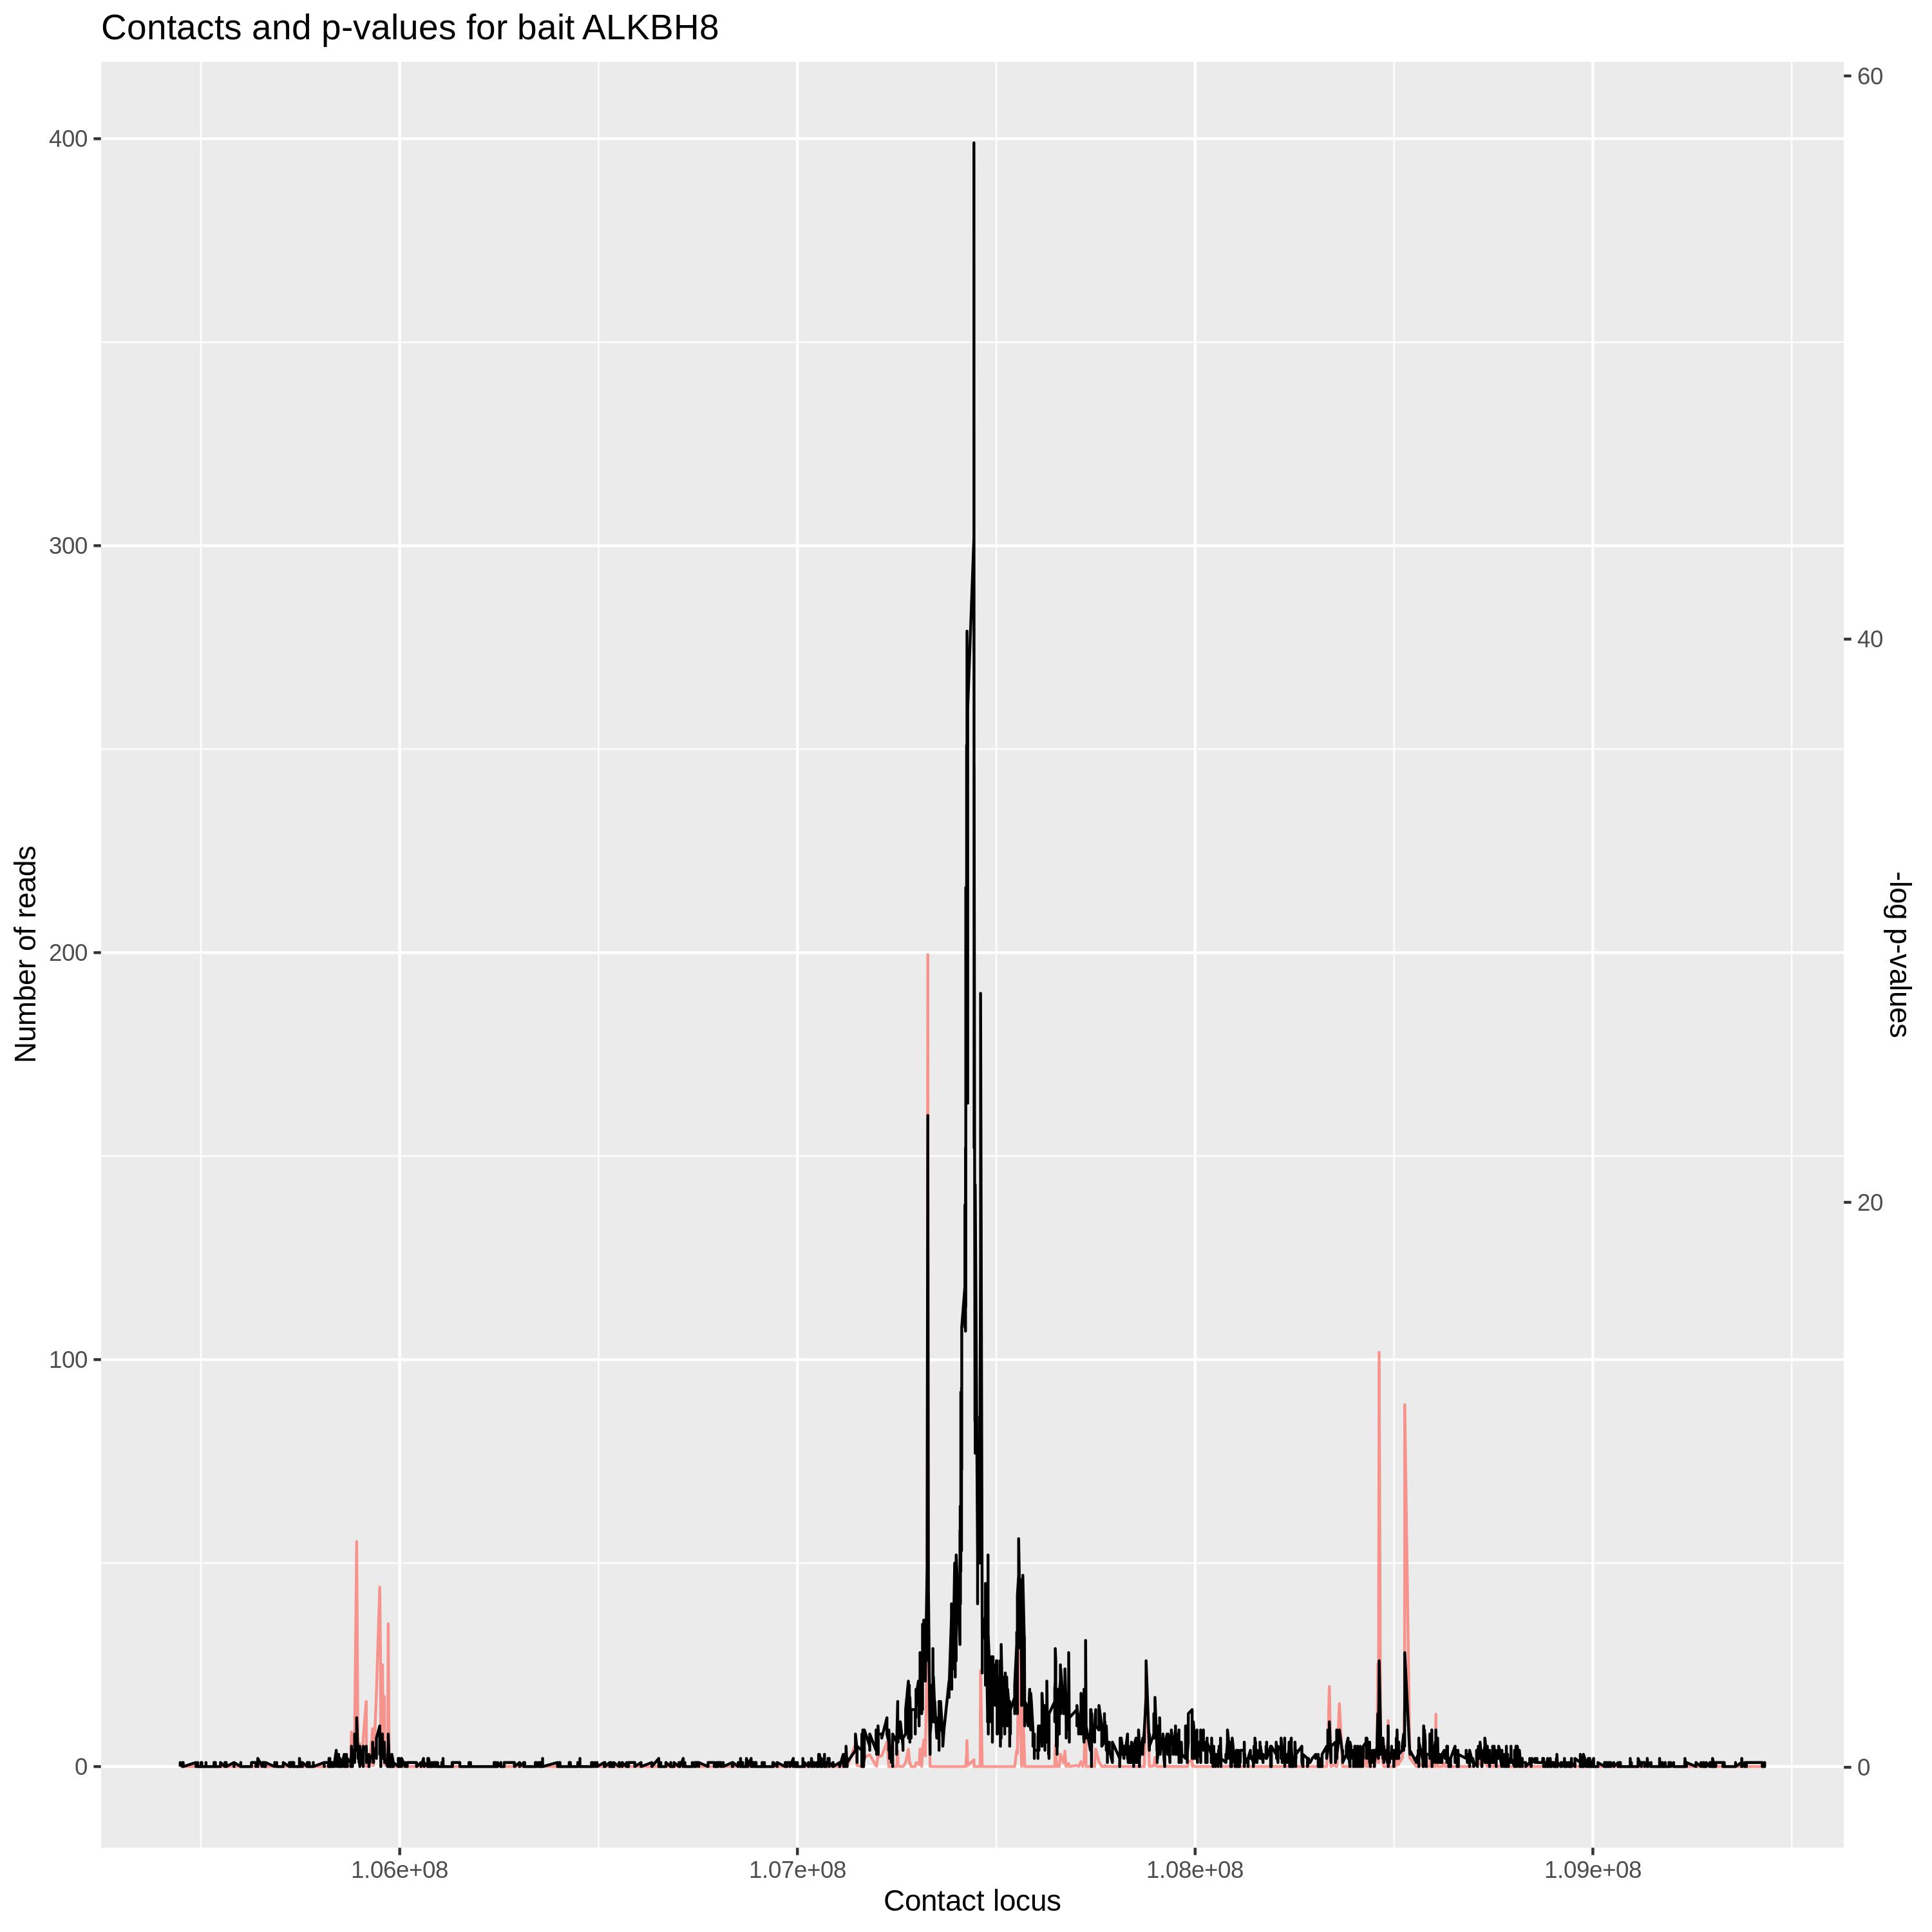 Contacts and p-values for bait ALKBH8
Number of reads
400
300
200
100
0
60
40
20
0
-log p-values
1.06e+08
1.07e+08
1.08e+08
1.09e+08
Contact locus